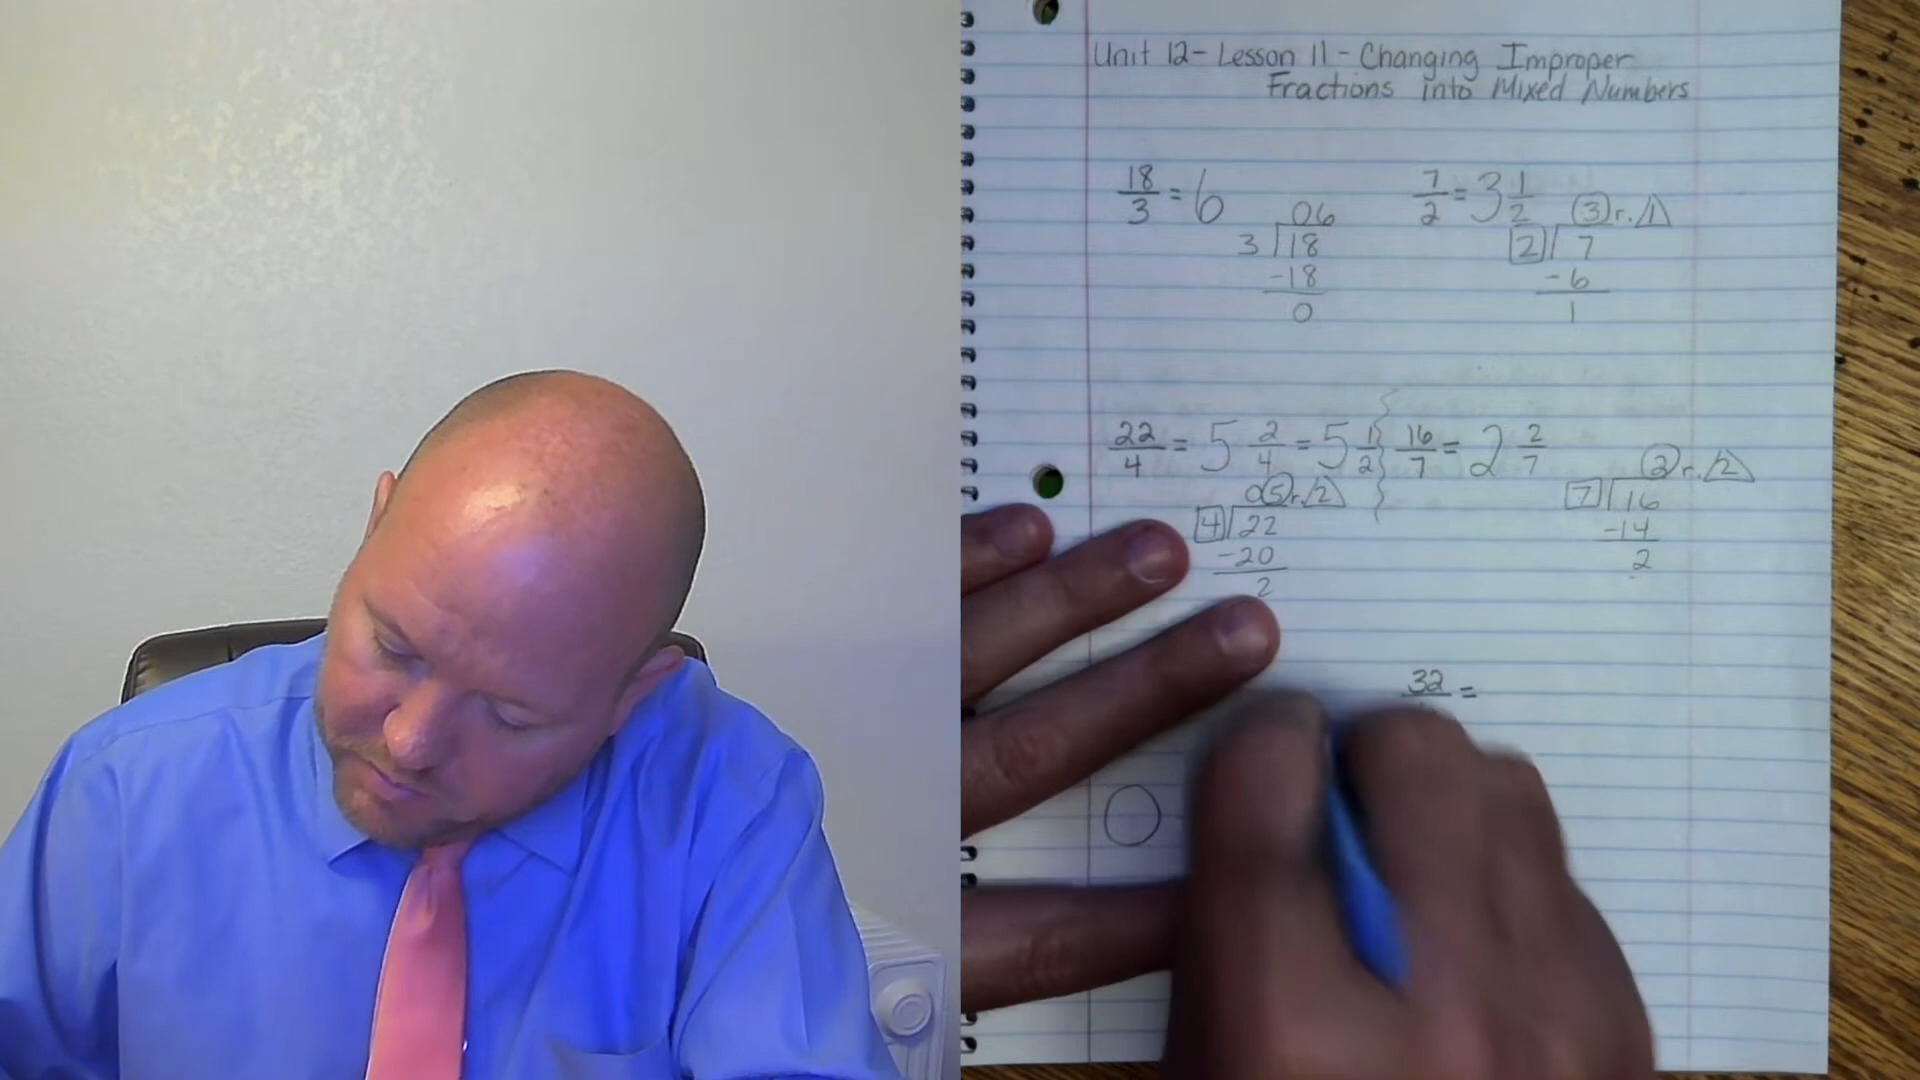 Unit 12- Lesson 11 - Changing Improper
Fractions into Mixed Numbers
18/3 = 6
06
3 18
-18
0
7/2 = 3 1/2
3 r. 1
2 7
-6
1
22/4 = 5 2/4 = 5 1/2
05 r. 2
4 22
-20
2
16/7 = 2 2/7
2 r. 2
7 16
-14
2
32
=